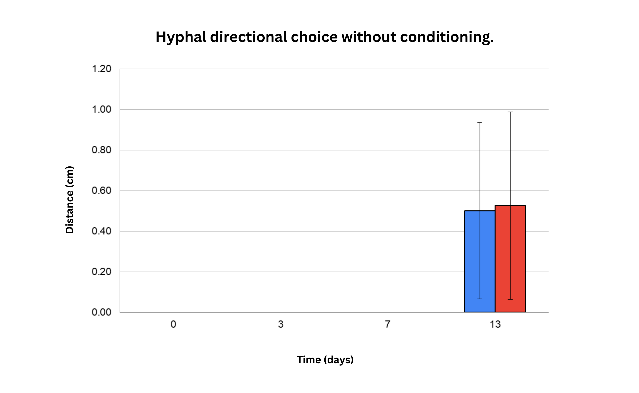 Hyphal directional choice without conditioning.
1.20
1.00
0.80
0.60
0.40
0.20
0.00
Distance (cm)
0 3 7 13
Time (days)